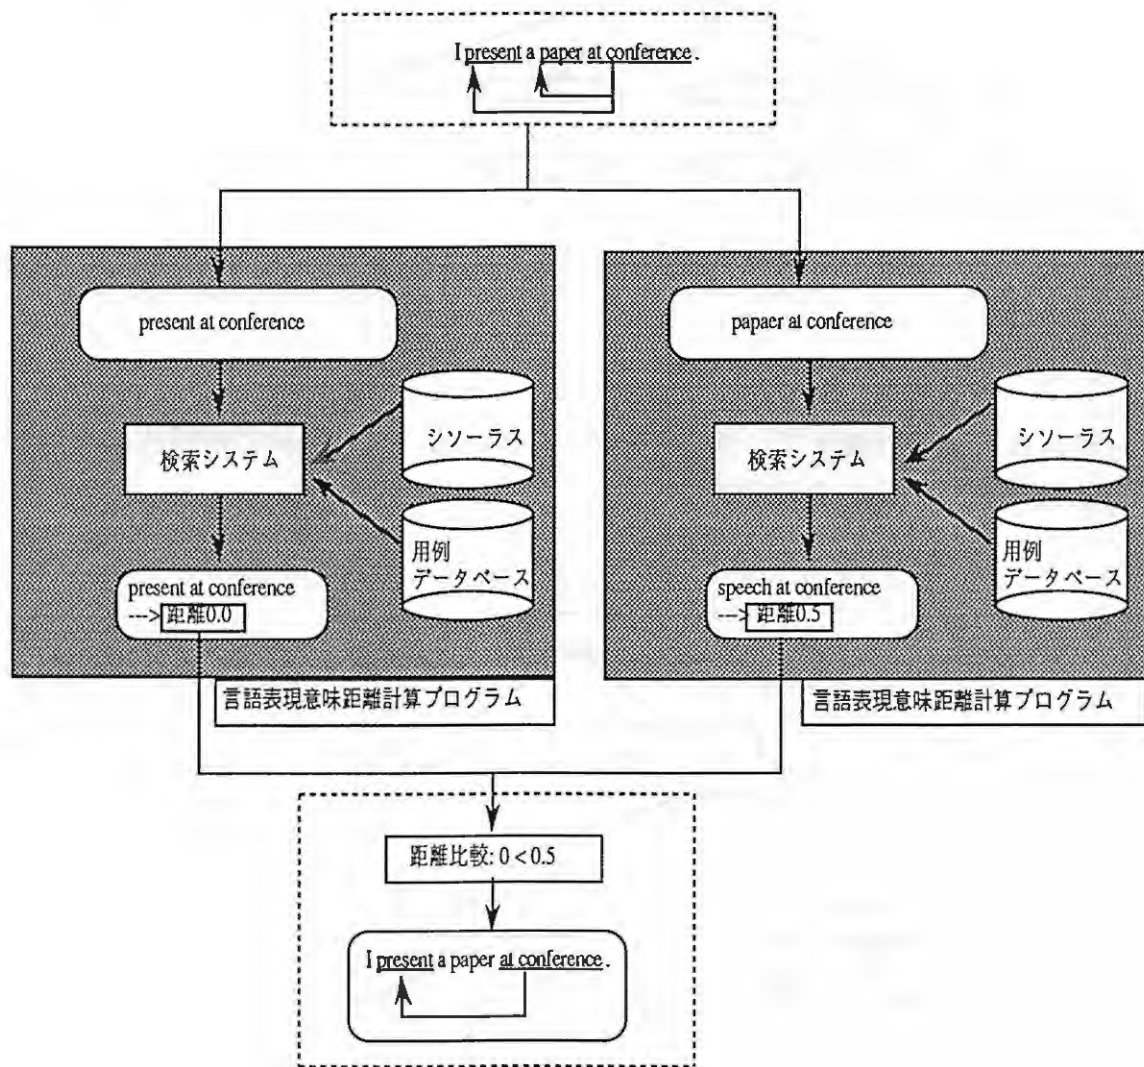 I present a paper at conference .
present at conference
検索システム
シソーラス
用例
データベース
present at conference
---> 距離0.0
言語表現意味距離計算プログラム
papaer at conference
検索システム
シソーラス
用例
データベース
speech at conference
---> 距離0.5
言語表現意味距離計算プログラム
距離比較: 0 < 0.5
I present a paper at conference .